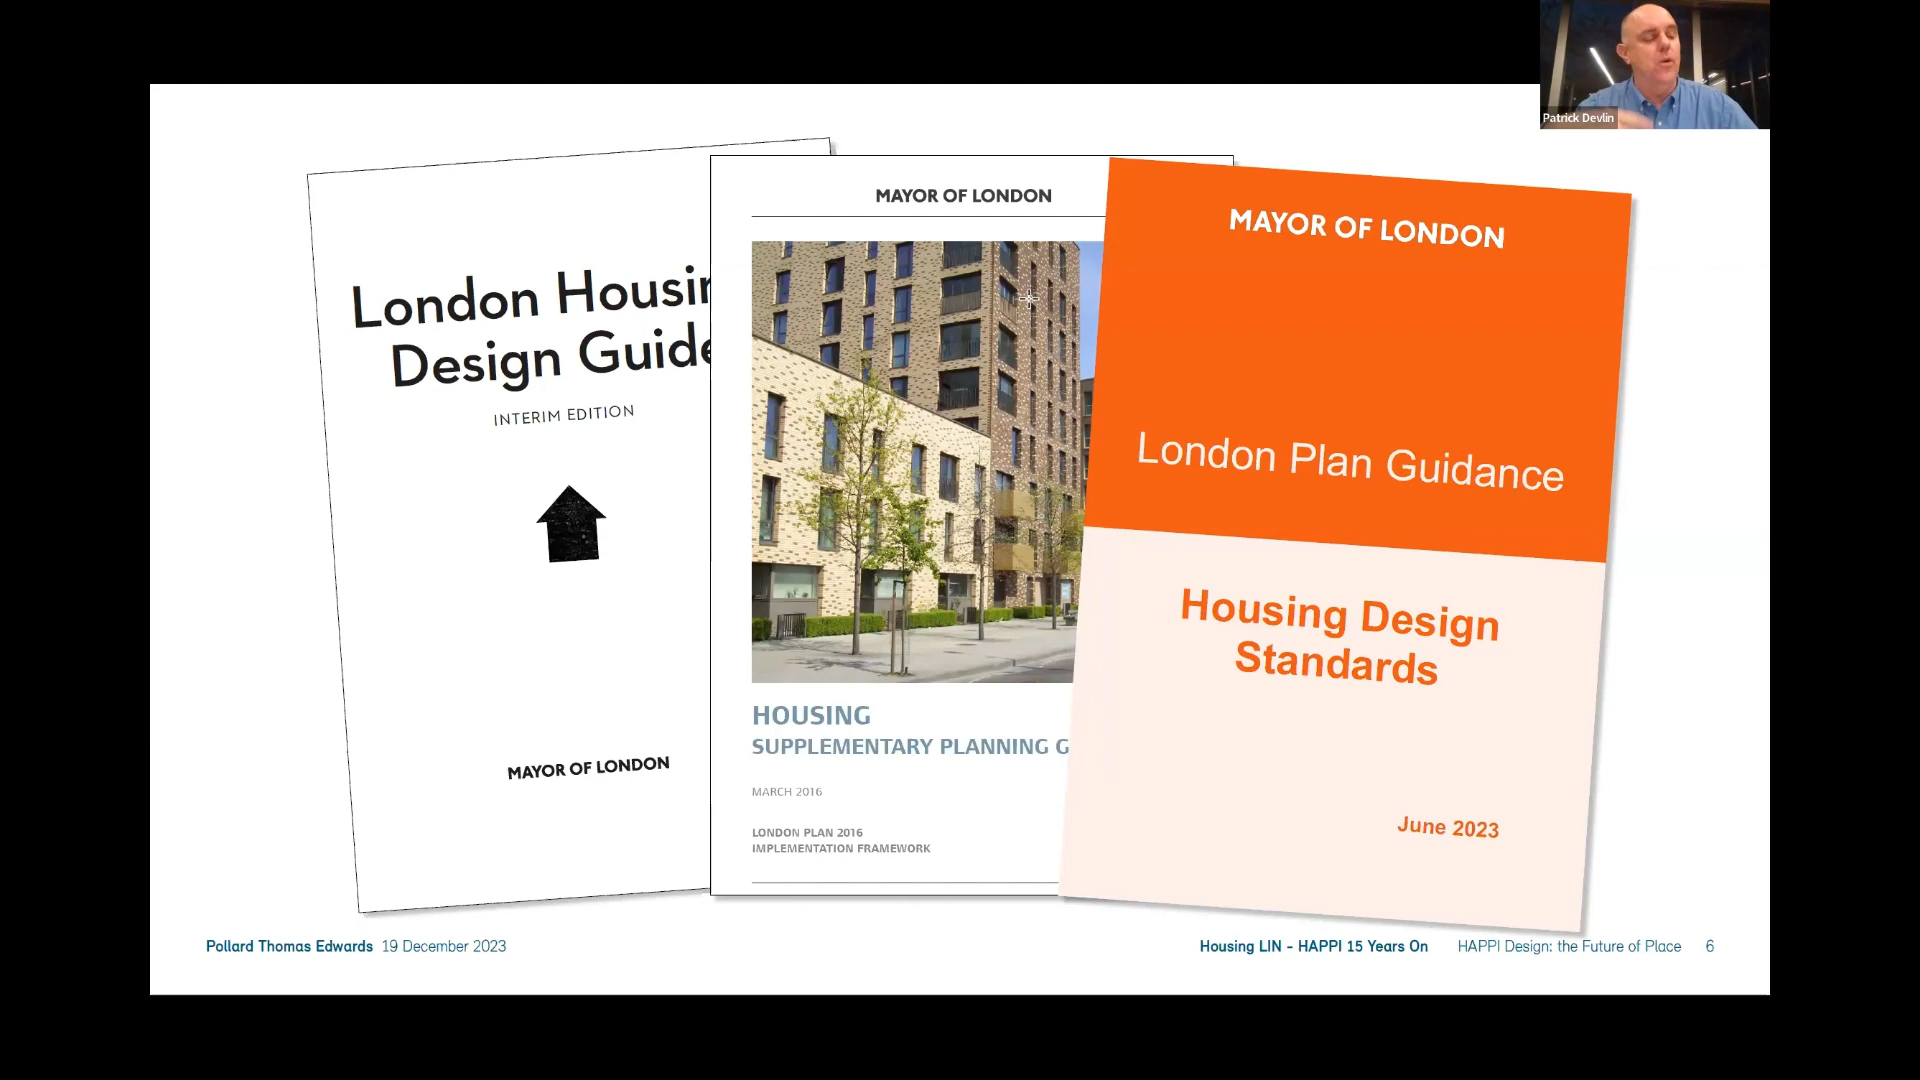 Patrick Devlin
London Housin
Design Guide
INTERIM EDITION
MAYOR OF LONDON
MAYOR OF LONDON
HOUSING
SUPPLEMENTARY PLANNING G
MARCH 2016
LONDON PLAN 2016
IMPLEMENTATION FRAMEWORK
MAYOR OF LONDON
London Plan Guidance
Housing Design
Standards
June 2023
Pollard Thomas Edwards 19 December 2023
Housing LIN - HAPPI 15 Years On HAPPI Design: the Future of Place 6